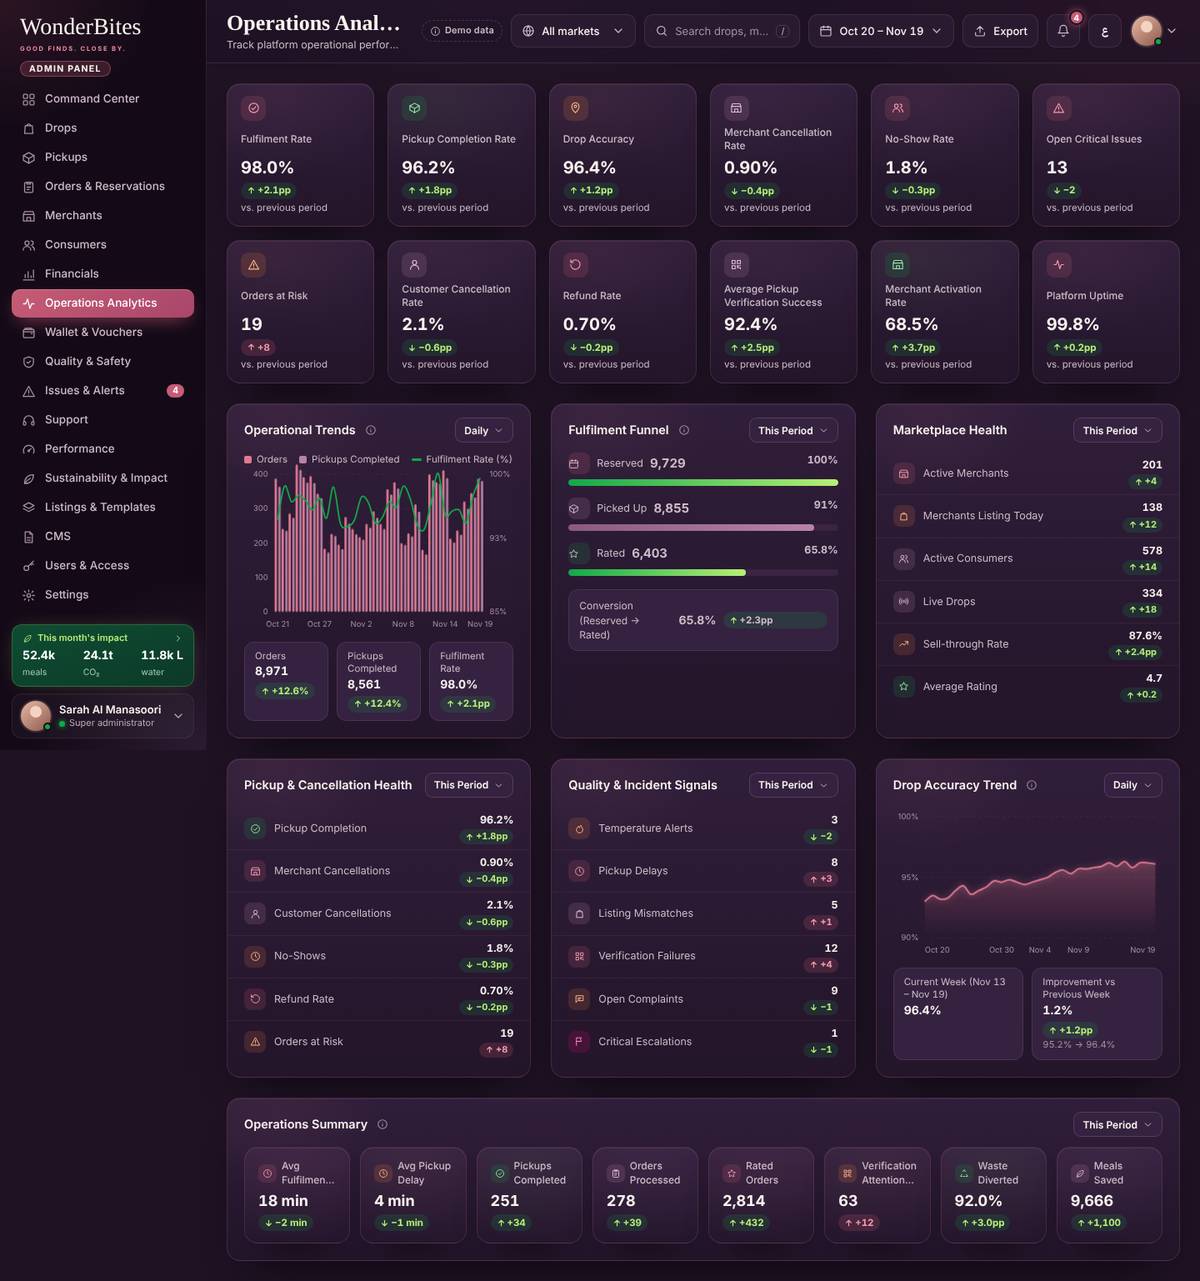 WonderBites
GOOD FINDS. CLOSE BY.
ADMIN PANEL
Command Center
Drops
Pickups
Orders & Reservations
Merchants
Consumers
Financials
Operations Analytics
Wallet & Vouchers
Quality & Safety
Issues & Alerts 4
Support
Performance
Sustainability & Impact
Listings & Templates
CMS
Users & Access
Settings
This month's impact
52.4k 24.1t 11.8k L
meals CO₂ water
Sarah Al Manasoori
Super administrator
Operations Anal…
Track platform operational perfor…
Demo data
All markets
Search drops, m… /
Oct 20 – Nov 19
Export
4
ع
Fulfilment Rate
98.0%
↑ +2.1pp
vs. previous period
Pickup Completion Rate
96.2%
↑ +1.8pp
vs. previous period
Drop Accuracy
96.4%
↑ +1.2pp
vs. previous period
Merchant Cancellation
Rate
0.90%
↓ −0.4pp
vs. previous period
No-Show Rate
1.8%
↓ −0.3pp
vs. previous period
Open Critical Issues
13
↓ −2
vs. previous period
Orders at Risk
19
↑ +8
vs. previous period
Customer Cancellation
Rate
2.1%
↓ −0.6pp
vs. previous period
Refund Rate
0.70%
↓ −0.2pp
vs. previous period
Average Pickup
Verification Success
92.4%
↑ +2.5pp
vs. previous period
Merchant Activation
Rate
68.5%
↑ +3.7pp
vs. previous period
Platform Uptime
99.8%
↑ +0.2pp
vs. previous period
Operational Trends
Daily
Orders Pickups Completed Fulfilment Rate (%)
400 100%
300
200 93%
100
0 85%
Oct 21 Oct 27 Nov 2 Nov 8 Nov 14 Nov 19
Orders
8,971
↑ +12.6%
Pickups
Completed
8,561
↑ +12.4%
Fulfilment
Rate
98.0%
↑ +2.1pp
Fulfilment Funnel
This Period
Reserved 9,729 100%
Picked Up 8,855 91%
Rated 6,403 65.8%
Conversion
(Reserved →
Rated)
65.8% ↑ +2.3pp
Marketplace Health
This Period
Active Merchants 201
↑ +4
Merchants Listing Today 138
↑ +12
Active Consumers 578
↑ +14
Live Drops 334
↑ +18
Sell-through Rate 87.6%
↑ +2.4pp
Average Rating 4.7
↑ +0.2
Pickup & Cancellation Health
This Period
Pickup Completion 96.2%
↑ +1.8pp
Merchant Cancellations 0.90%
↓ −0.4pp
Customer Cancellations 2.1%
↓ −0.6pp
No-Shows 1.8%
↓ −0.3pp
Refund Rate 0.70%
↓ −0.2pp
Orders at Risk 19
↑ +8
Quality & Incident Signals
This Period
Temperature Alerts 3
↓ −2
Pickup Delays 8
↑ +3
Listing Mismatches 5
↑ +1
Verification Failures 12
↑ +4
Open Complaints 9
↓ −1
Critical Escalations 1
↓ −1
Drop Accuracy Trend
Daily
100%
95%
90%
Oct 20 Oct 30 Nov 4 Nov 9 Nov 19
Current Week (Nov 13
– Nov 19)
96.4%
Improvement vs
Previous Week
1.2%
↑ +1.2pp
95.2% → 96.4%
Operations Summary
This Period
Avg
Fulfilmen…
18 min
↓ −2 min
Avg Pickup
Delay
4 min
↓ −1 min
Pickups
Completed
251
↑ +34
Orders
Processed
278
↑ +39
Rated
Orders
2,814
↑ +432
Verification
Attention…
63
↑ +12
Waste
Diverted
92.0%
↑ +3.0pp
Meals
Saved
9,666
↑ +1,100